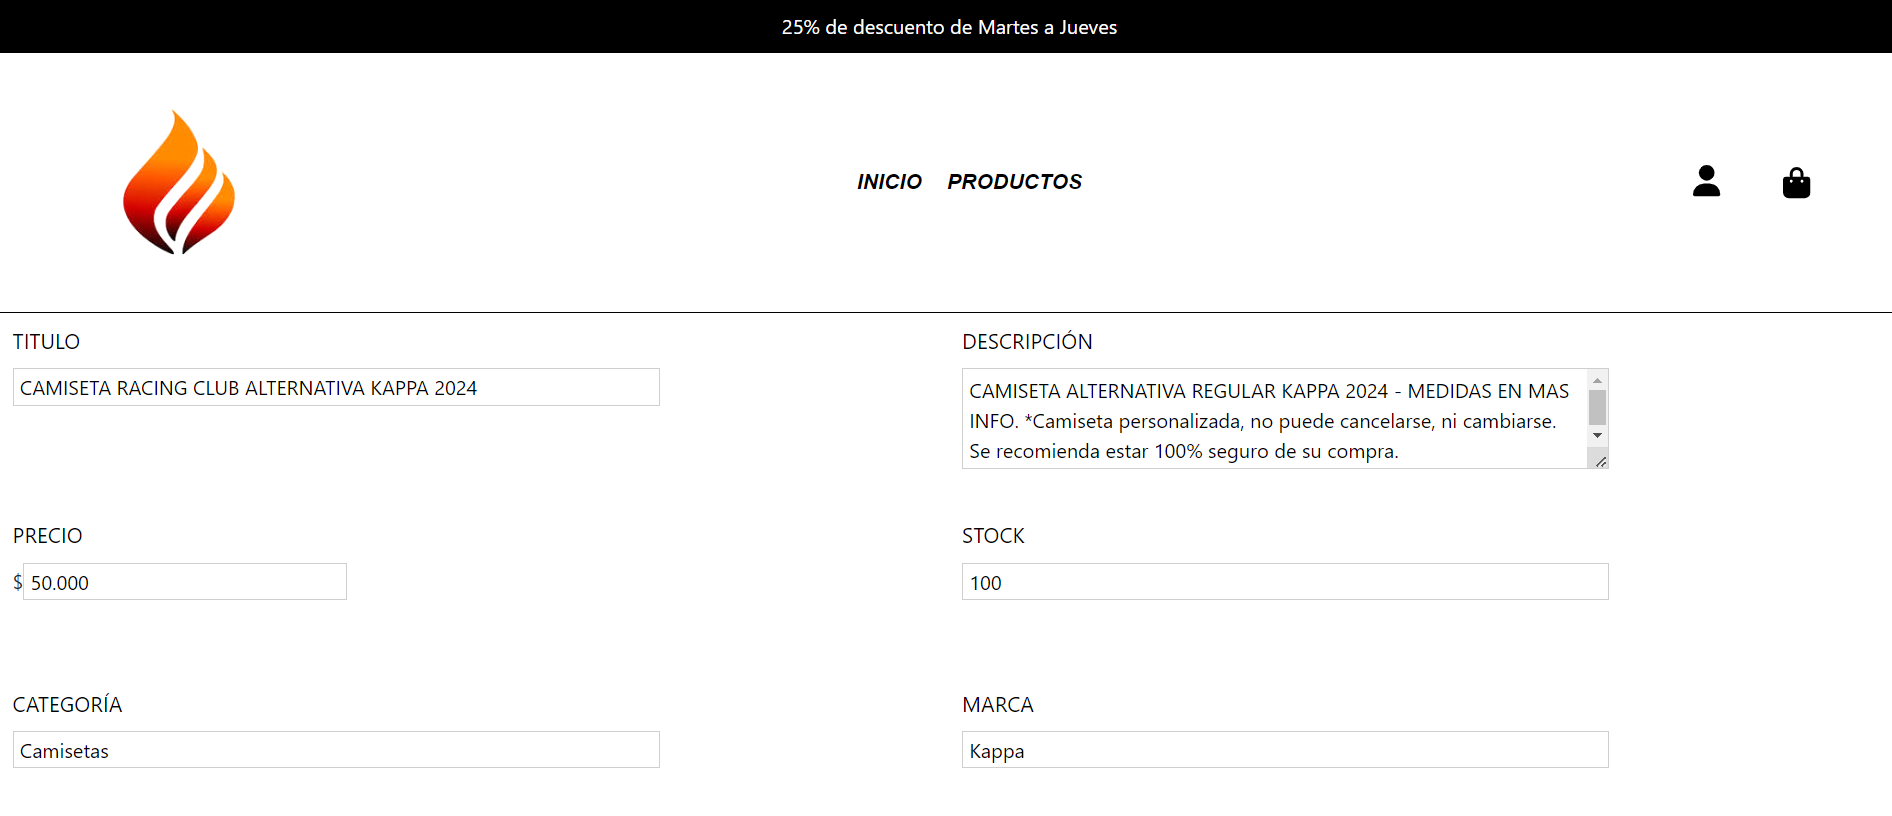 25% de descuento de Martes a Jueves
INICIO PRODUCTOS
TITULO
CAMISETA RACING CLUB ALTERNATIVA KAPPA 2024
DESCRIPCIÓN
CAMISETA ALTERNATIVA REGULAR KAPPA 2024 - MEDIDAS EN MAS
INFO. *Camiseta personalizada, no puede cancelarse, ni cambiarse.
Se recomienda estar 100% seguro de su compra.
PRECIO
$ 50.000
STOCK
100
CATEGORÍA
Camisetas
MARCA
Kappa